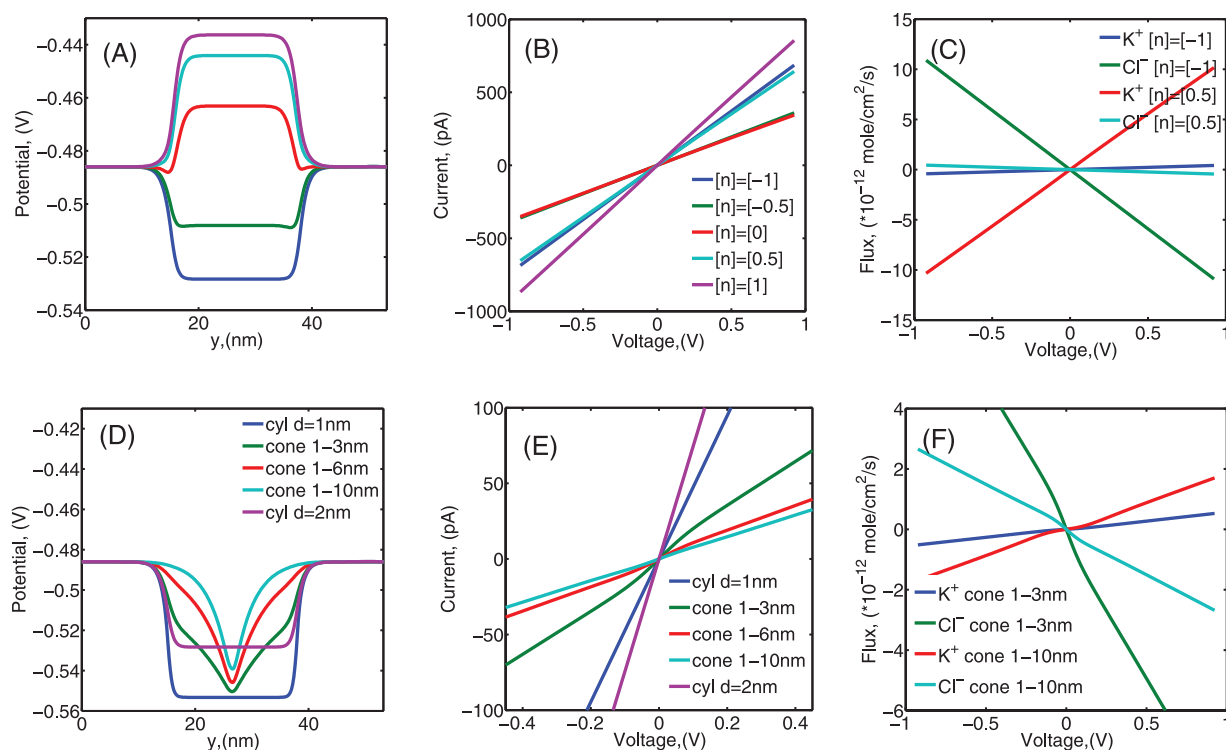 (A)
−0.44
−0.46
−0.48
−0.5
−0.52
−0.54
Potential, (V)
0
20
40
y,(nm)
(B)
1000
500
0
−500
−1000
Current, (pA)
[n]=[−1]
[n]=[−0.5]
[n]=[0]
[n]=[0.5]
[n]=[1]
−1
−0.5
0
0.5
1
Voltage,(V)
(C)
15
10
5
0
−5
−10
−15
Flux, (*10⁻¹² mole/cm²/s)
K⁺ [n]=[−1]
Cl⁻ [n]=[−1]
K⁺ [n]=[0.5]
Cl⁻ [n]=[0.5]
−1
−0.5
0
0.5
1
Voltage,(V)
(D)
−0.42
−0.44
−0.46
−0.48
−0.5
−0.52
−0.54
−0.56
Potential, (V)
cyl d=1nm
cone 1−3nm
cone 1−6nm
cone 1−10nm
cyl d=2nm
0
20
40
y,(nm)
(E)
100
50
0
−50
−100
Current, (pA)
cyl d=1nm
cone 1−3nm
cone 1−6nm
cone 1−10nm
cyl d=2nm
−0.4
−0.2
0
0.2
0.4
Voltage,(V)
(F)
4
2
0
−2
−4
−6
Flux, (*10⁻¹² mole/cm²/s)
K⁺ cone 1−3nm
Cl⁻ cone 1−3nm
K⁺ cone 1−10nm
Cl⁻ cone 1−10nm
−1
−0.5
0
0.5
1
Voltage,(V)